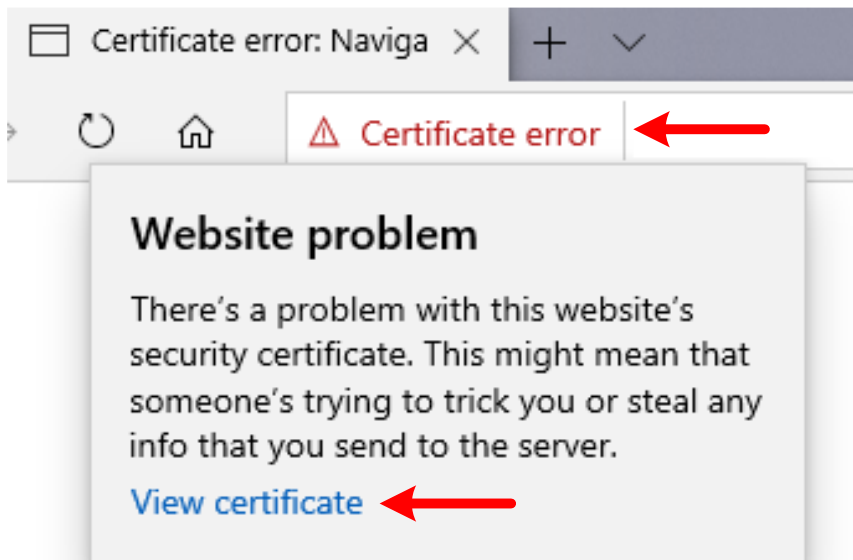 Certificate error: Naviga
Certificate error
Website problem
There's a problem with this website's
security certificate. This might mean that
someone's trying to trick you or steal any
info that you send to the server.
View certificate